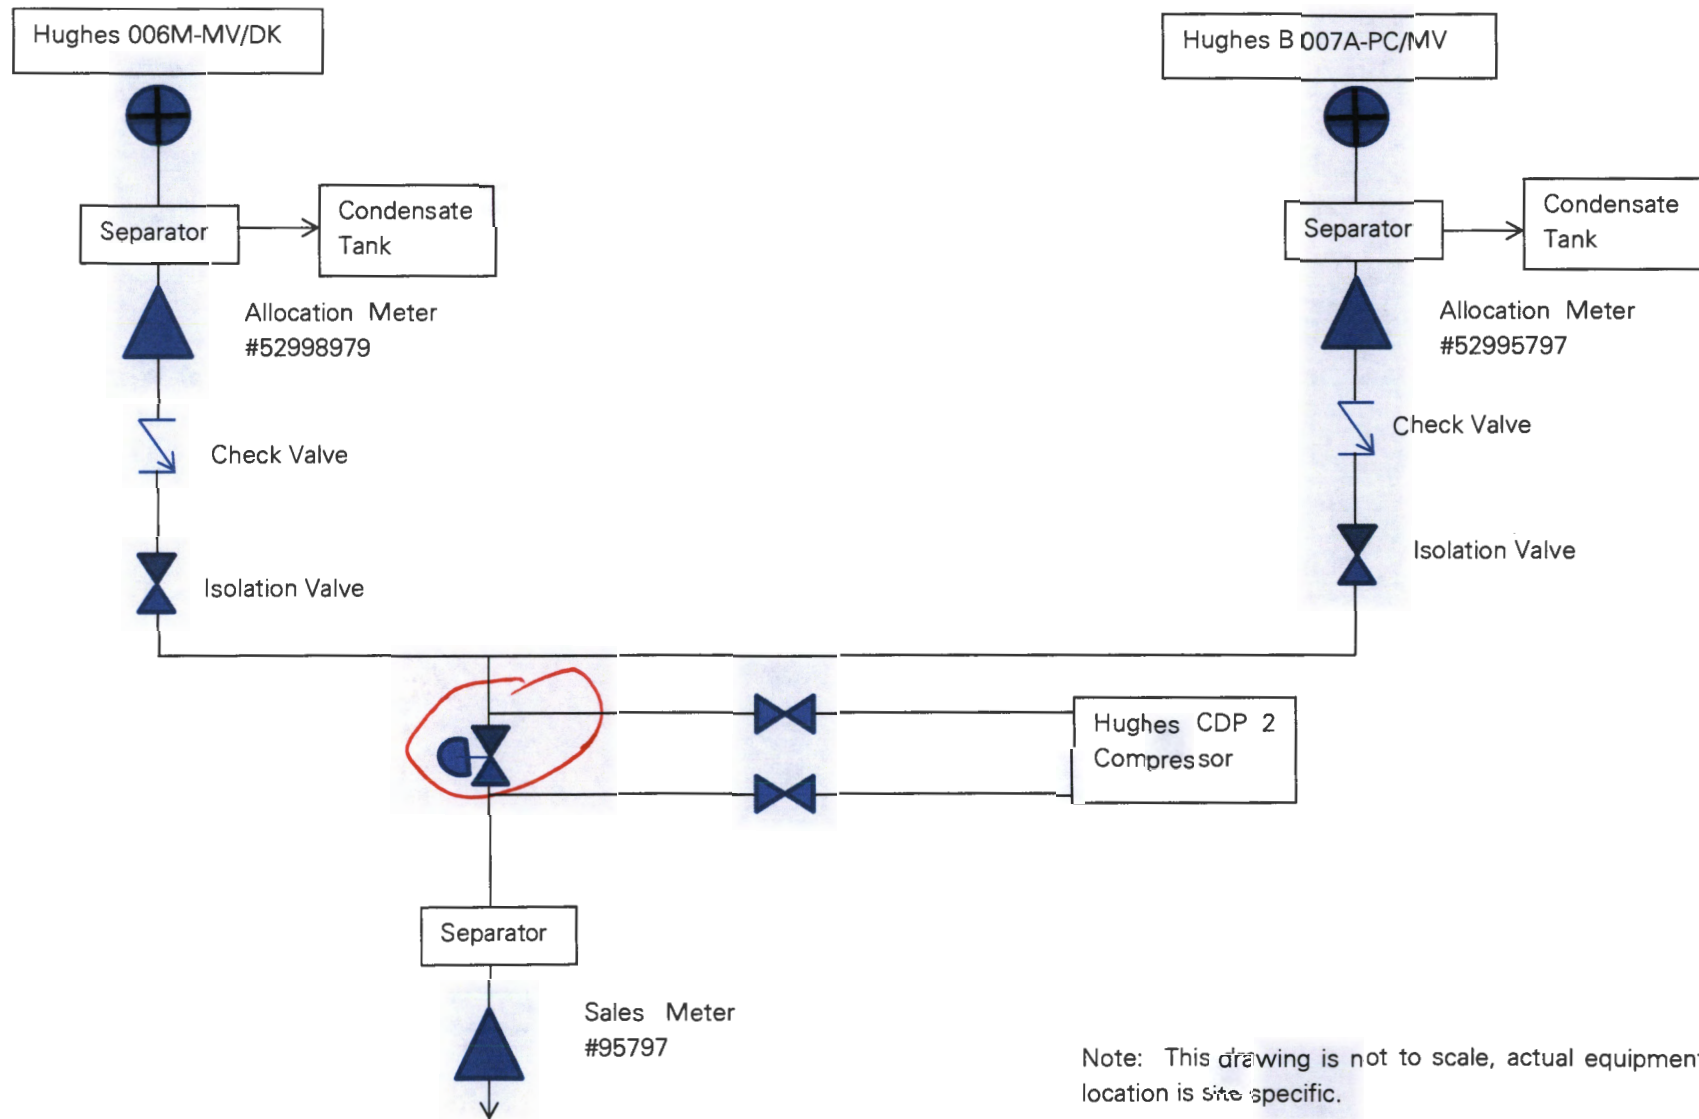 Hughes 006M-MV/DK
Hughes B 007A-PC/MV
Separator
Condensate
Tank
Separator
Condensate
Tank
Allocation Meter
#52998979
Allocation Meter
#52995797
Check Valve
Check Valve
Isolation Valve
Isolation Valve
Hughes CDP 2
Compressor
Separator
Sales Meter
#95797
Note: This drawing is not to scale, actual equipment
location is site specific.